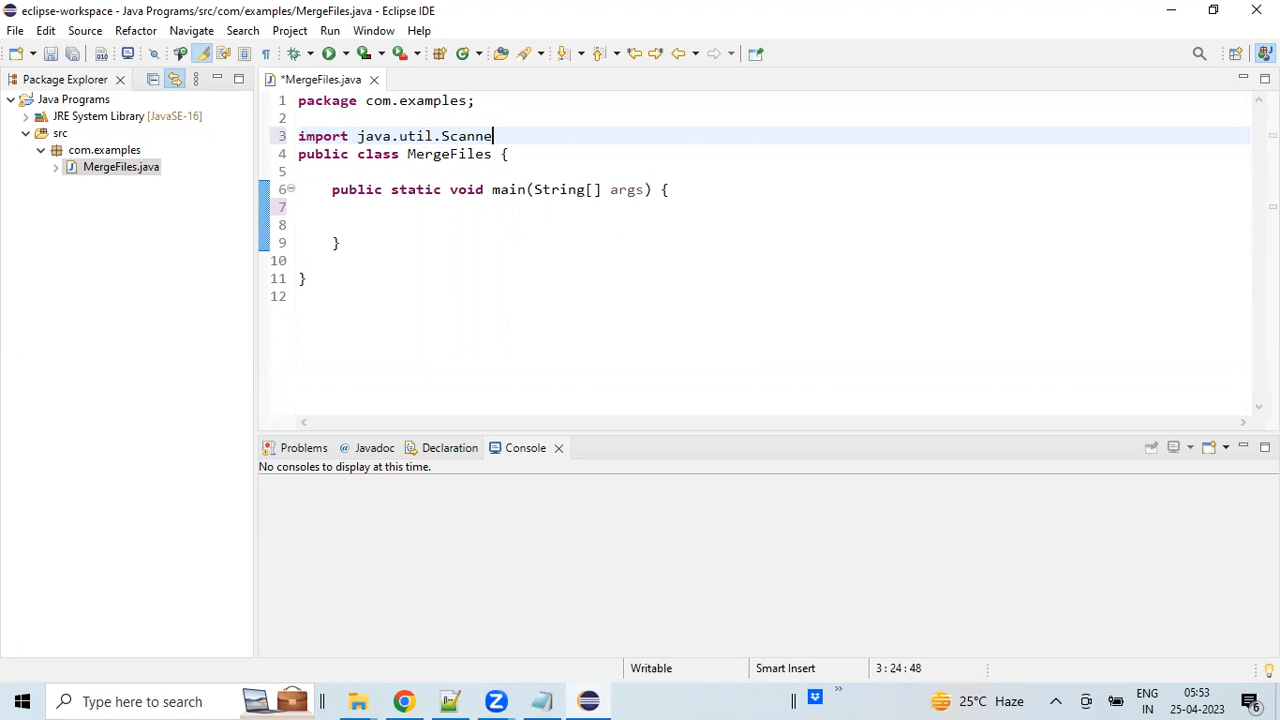 eclipse-workspace - Java Programs/src/com/examples/MergeFiles.java - Eclipse IDE
File Edit Source Refactor Navigate Search Project Run Window Help
Package Explorer
*MergeFiles.java
Java Programs
JRE System Library [JavaSE-16]
src
com.examples
MergeFiles.java
1 package com.examples;
2
3 import java.util.Scanne
4 public class MergeFiles {
5
6 public static void main(String[] args) {
7
8
9 }
10
11 }
12
Problems @ Javadoc Declaration Console
No consoles to display at this time.
Writable Smart Insert 3 : 24 : 48
Type here to search
25°C Haze
ENG
IN
03:33
25-04-2023
6